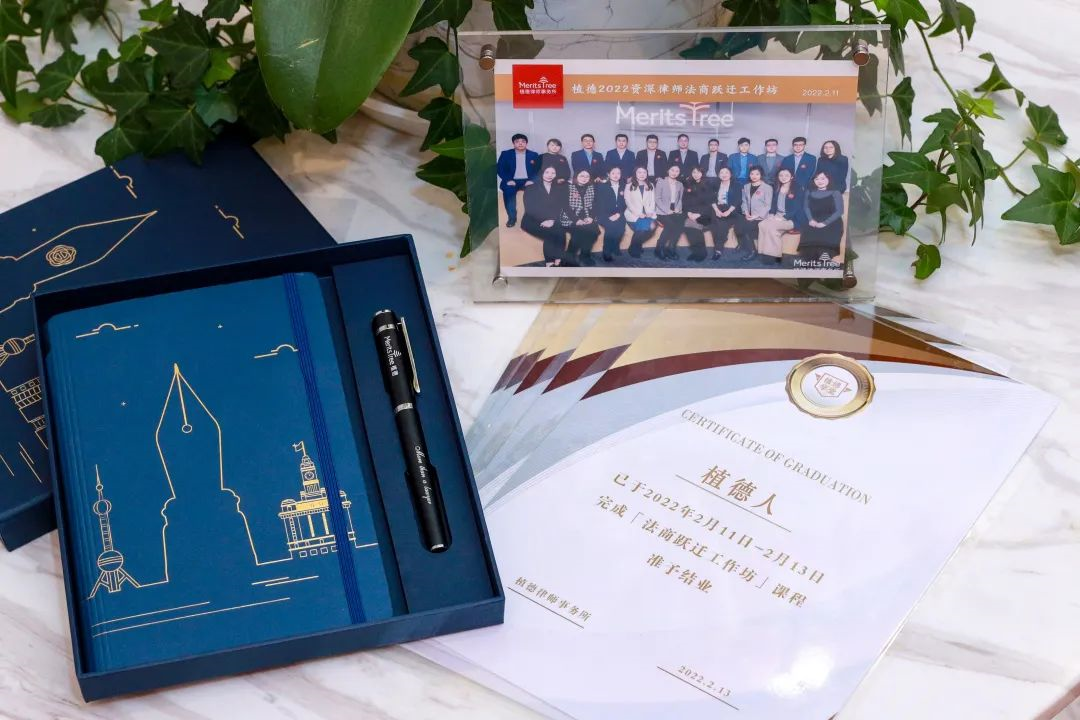 MeritsTree
植德律师事务所
植德2022资深律师法商跃迁工作坊
2022.2.11
MeritsTree
MeritsTree
MeritsTree 植德
More than a lawyer
CERTIFICATE OF GRADUATION
植德人
已于2022年2月11日-2月13日
完成「法商跃迁工作坊」课程
准予结业
植德律师事务所
2022.2.13